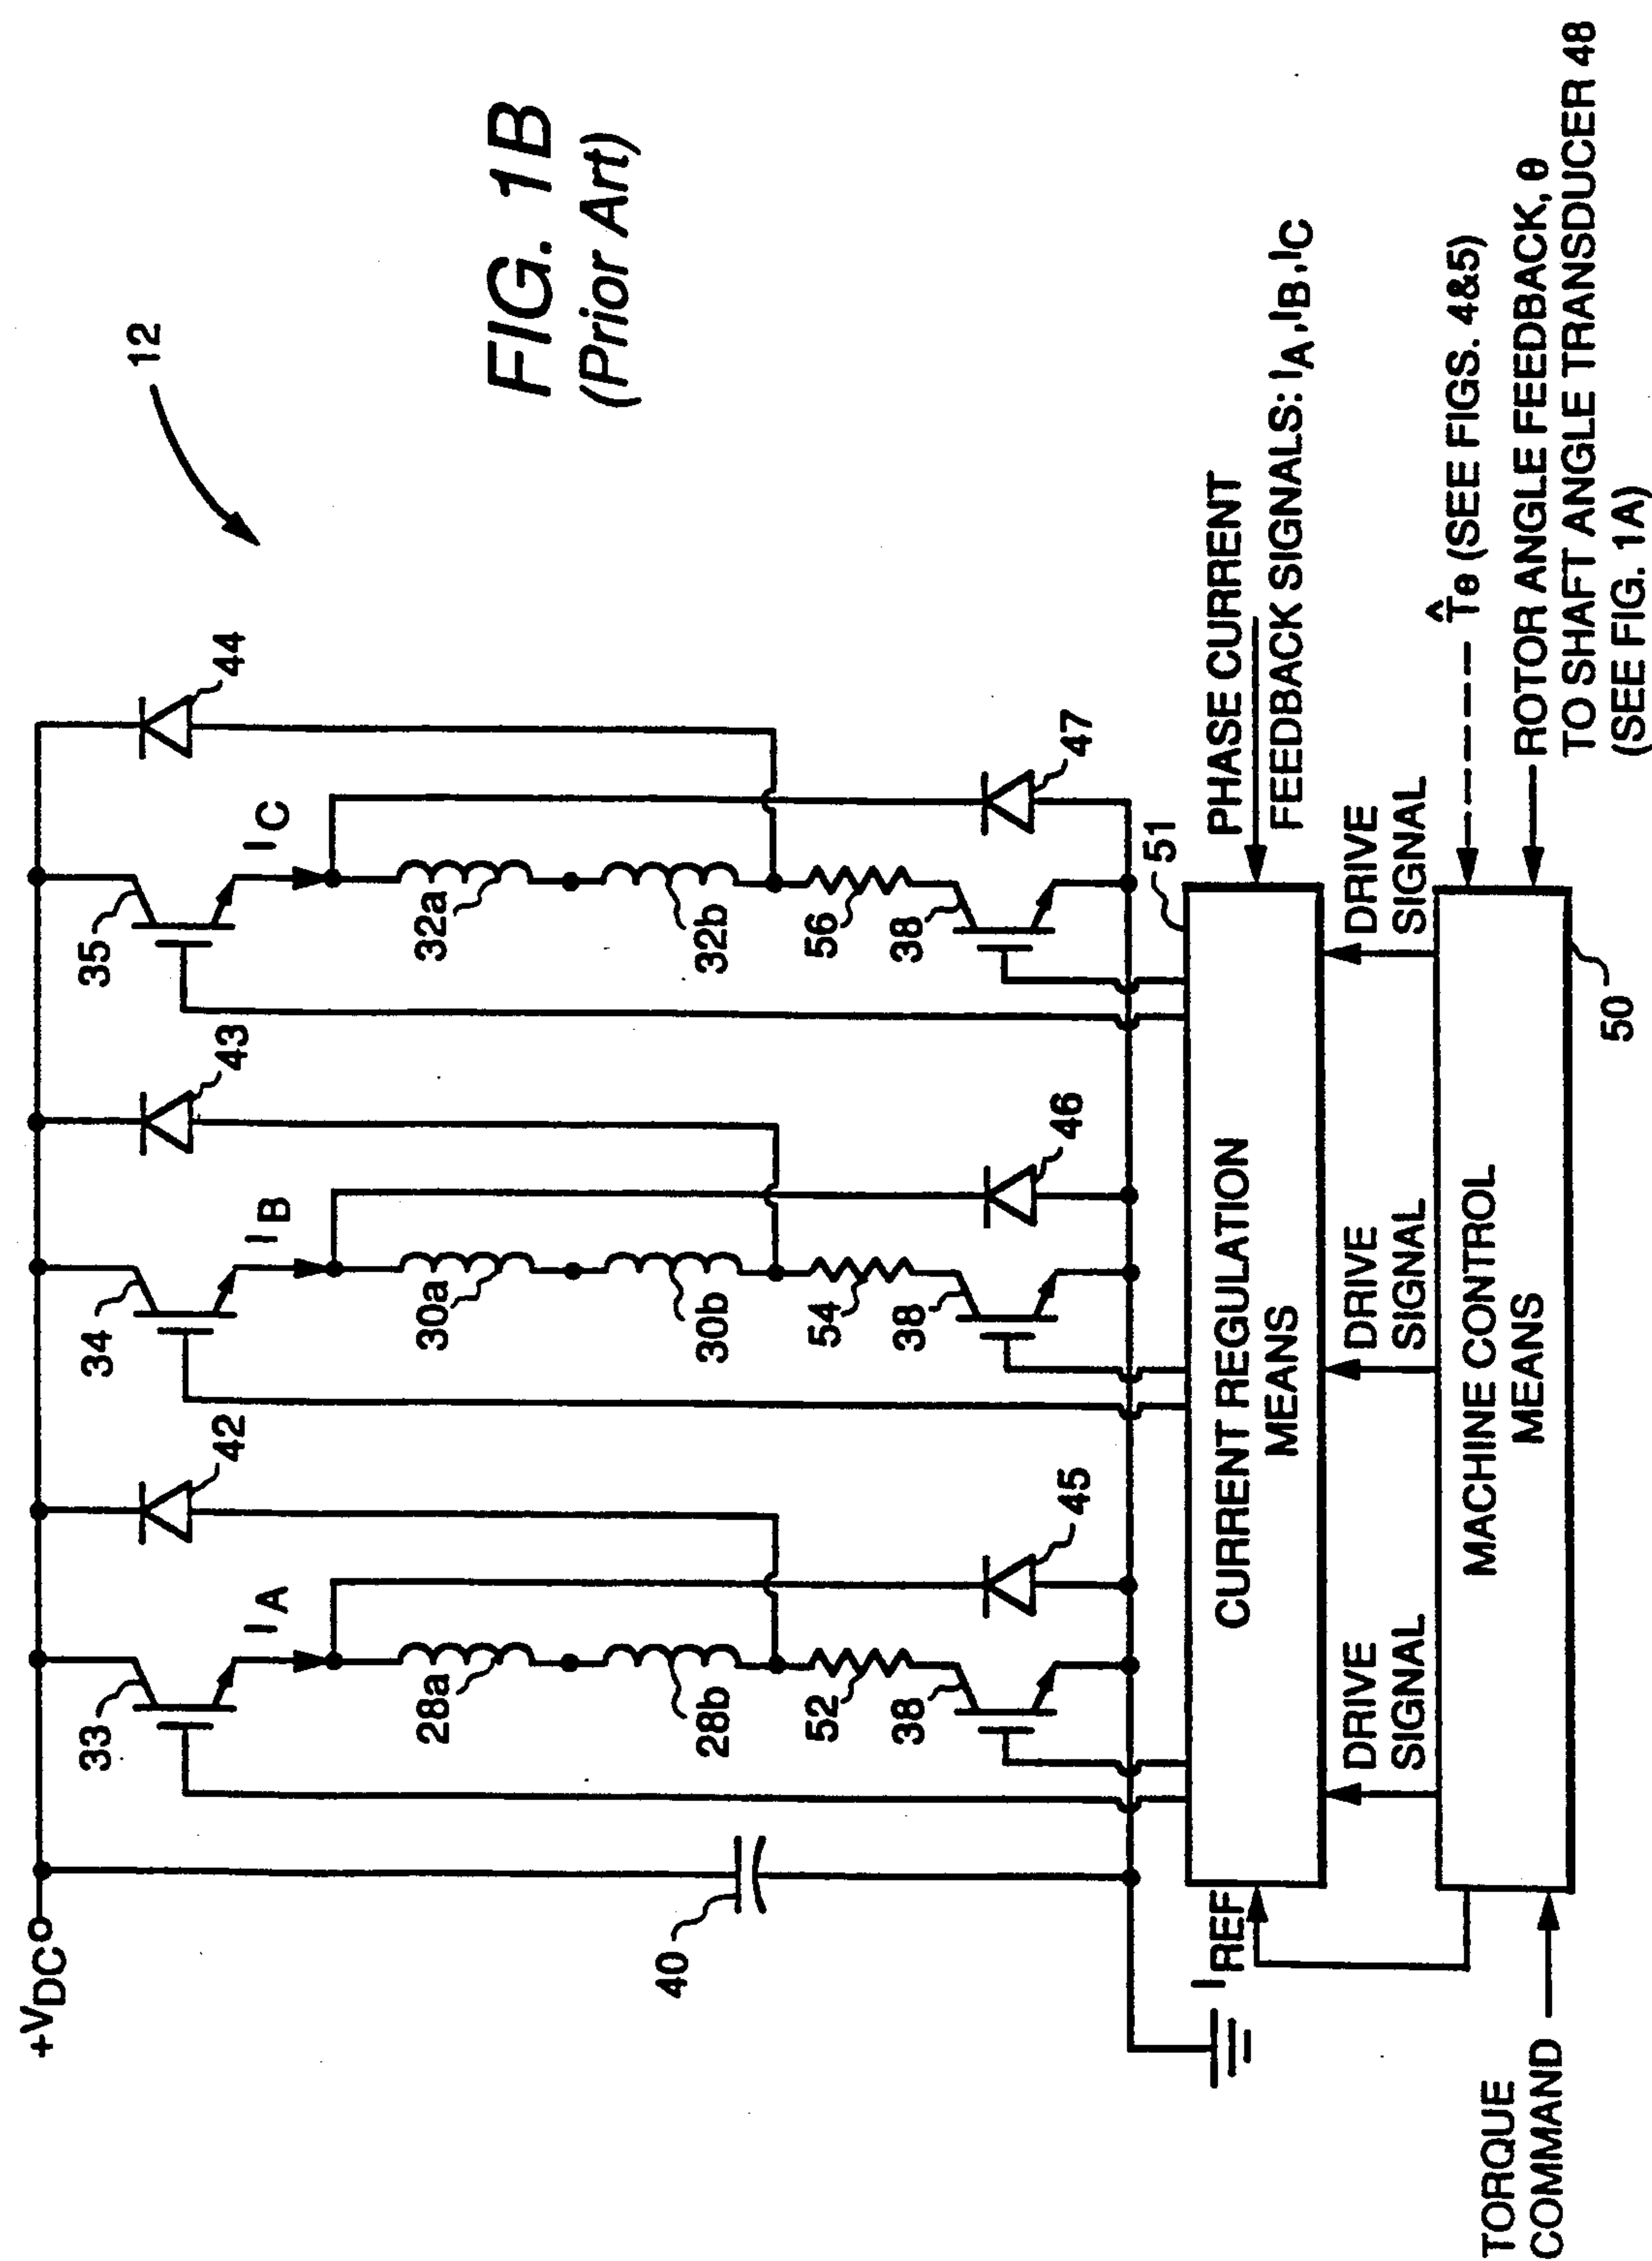 FIG. 1B
(Prior Art)
12
+VDC
33
34
35
42
43
44
IA
IB
IC
28a
30a
32a
28b
30b
32b
40
52
54
56
38
38
38
45
46
47
IREF
CURRENT REGULATION
MEANS
51
PHASE CURRENT
FEEDBACK SIGNALS: IA,IB,IC
DRIVE
SIGNAL
DRIVE
SIGNAL
DRIVE
SIGNAL
TORQUE
COMMAND
MACHINE CONTROL
MEANS
50
T̂e (SEE FIGS. 4&5)
ROTOR ANGLE FEEDBACK, θ
TO SHAFT ANGLE TRANSDUCER 48
(SEE FIG. 1A)